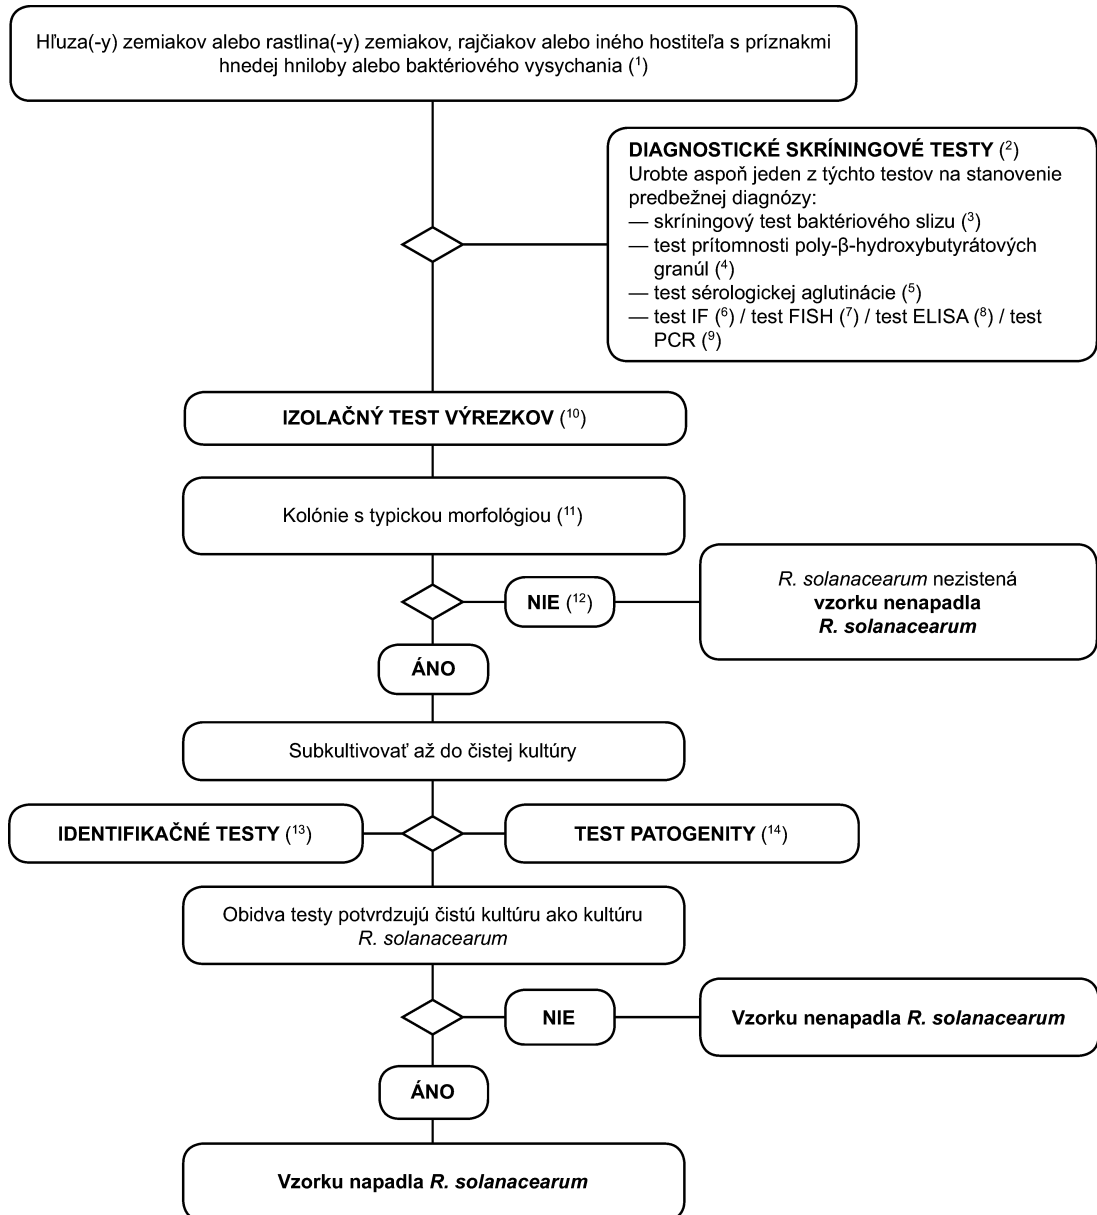 Hľuza(-y) zemiakov alebo rastlina(-y) zemiakov, rajčiakov alebo iného hostiteľa s príznakmi
hnedej hniloby alebo baktériového vysychania (¹)
DIAGNOSTICKÉ SKRÍNINGOVÉ TESTY (²)
Urobte aspoň jeden z týchto testov na stanovenie
predbežnej diagnózy:
— skríningový test baktériového slizu (³)
— test prítomnosti poly-β-hydroxybutyrátových
granúl (⁴)
— test sérologickej aglutinácie (⁵)
— test IF (⁶) / test FISH (⁷) / test ELISA (⁸) / test
PCR (⁹)
IZOLAČNÝ TEST VÝREZKOV (¹⁰)
Kolónie s typickou morfológiou (¹¹)
NIE (¹²)
R. solanacearum nezistená
vzorku nenapadla
R. solanacearum
ÁNO
Subkultivovať až do čistej kultúry
IDENTIFIKAČNÉ TESTY (¹³)
TEST PATOGENITY (¹⁴)
Obidva testy potvrdzujú čistú kultúru ako kultúru
R. solanacearum
NIE
Vzorku nenapadla R. solanacearum
ÁNO
Vzorku napadla R. solanacearum